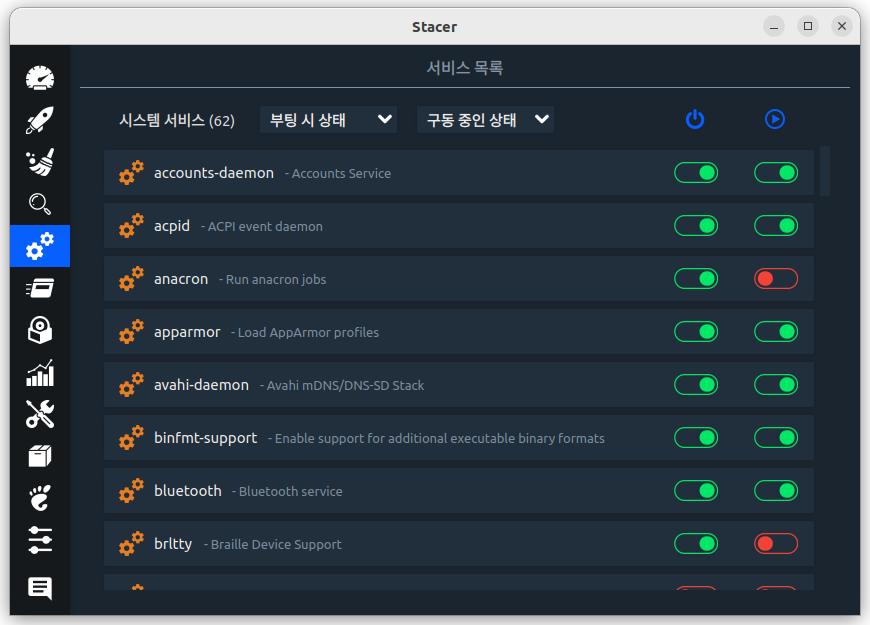 Stacer
서비스 목록
시스템 서비스 (62) 부팅 시 상태 구동 중인 상태
accounts-daemon - Accounts Service
acpid - ACPI event daemon
anacron - Run anacron jobs
apparmor - Load AppArmor profiles
avahi-daemon - Avahi mDNS/DNS-SD Stack
binfmt-support - Enable support for additional executable binary formats
bluetooth - Bluetooth service
brltty - Braille Device Support